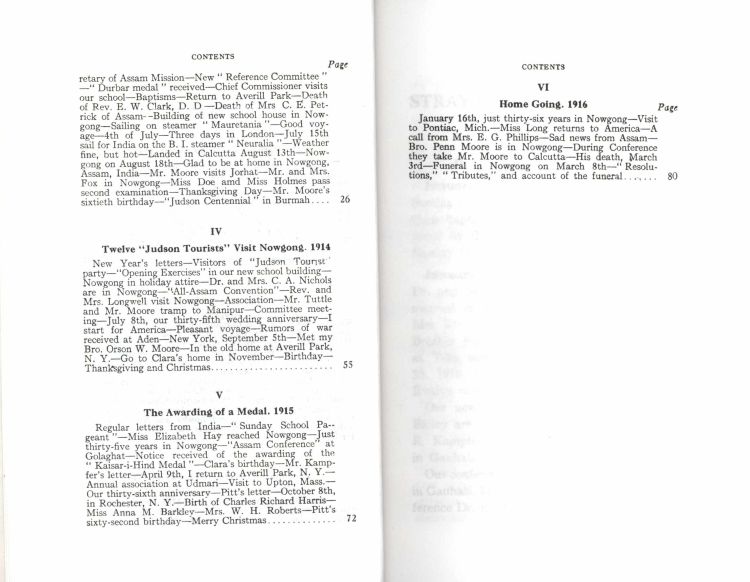 CONTENTS
Page
retary of Assam Mission—New " Reference Committee "
—" Durbar medal " received—Chief Commissioner visits
our school—Baptisms—Return to Averill Park—Death
of Rev. E. W. Clark, D. D—Death of Mrs C. E. Pet-
rick of Assam--Building of new school house in Now-
gong—Sailing on steamer " Mauretania "—Good voy-
age—4th of July—Three days in London—July 15th
sail for India on the B. I. steamer " Neuralia "—Weather
fine, but hot—Landed in Calcutta August 13th—Now-
gong on August 18th—Glad to be at home in Nowgong,
Assam, India—Mr. Moore visits Jorhat—Mr. and Mrs.
Fox in Nowgong—Miss Doe amd Miss Holmes pass
second examination—Thanksgiving Day—Mr. Moore's
sixtieth birthday—"Judson Centennial " in Burmah.... 26
IV
Twelve "Judson Tourists" Visit Nowgong. 1914
New Year's letters—Visitors of "Judson Tourist
party—"Opening Exercises" in our new school building—
Nowgong in holiday attire—Dr. and Mrs. C. A. Nichols
are in Nowgong—"All-Assam Convention"—Rev. and
Mrs. Longwell visit Nowgong—Association—Mr. Tuttle
and Mr. Moore tramp to Manipur—Committee meet-
ing—July 8th, our thirty-fifth wedding anniversary—I
start for America—Pleasant voyage—Rumors of war
received at Aden—New York, September 5th—Met my
Bro. Orson W. Moore—In the old home at Averill Park,
N. Y.—Go to Clara's home in November—Birthday—
Thanksgiving and Christmas......................... 55
V
The Awarding of a Medal. 1915
Regular letters from India—" Sunday School Pa-
geant "—Miss Elizabeth Hay reached Nowgong—Just
thirty-five years in Nowgong—"Assam Conference" at
Golaghat—Notice received of the awarding of the
" Kaisar-i-Hind Medal "—Clara's birthday—Mr. Kamp-
fer's letter—April 9th, I return to Averill Park, N. Y.—
Annual association at Udmari—Visit to Upton, Mass.—
Our thirty-sixth anniversary—Pitt's letter—October 8th,
in Rochester, N. Y.—Birth of Charles Richard Harris—
Miss Anna M. Barkley—Mrs. W. H. Roberts—Pitt's
sixty-second birthday—Merry Christmas.............. 72
CONTENTS
VI
Home Going. 1916
Page
January 16th, just thirty-six years in Nowgong—Visit
to Pontiac, Mich.—Miss Long returns to America—A
call from Mrs. E. G. Phillips—Sad news from Assam—
Bro. Penn Moore is in Nowgong—During Conference
they take Mr. Moore to Calcutta—His death, March
3rd—Funeral in Nowgong on March 8th—" Resolu-
tions," " Tributes," and account of the funeral....... 80